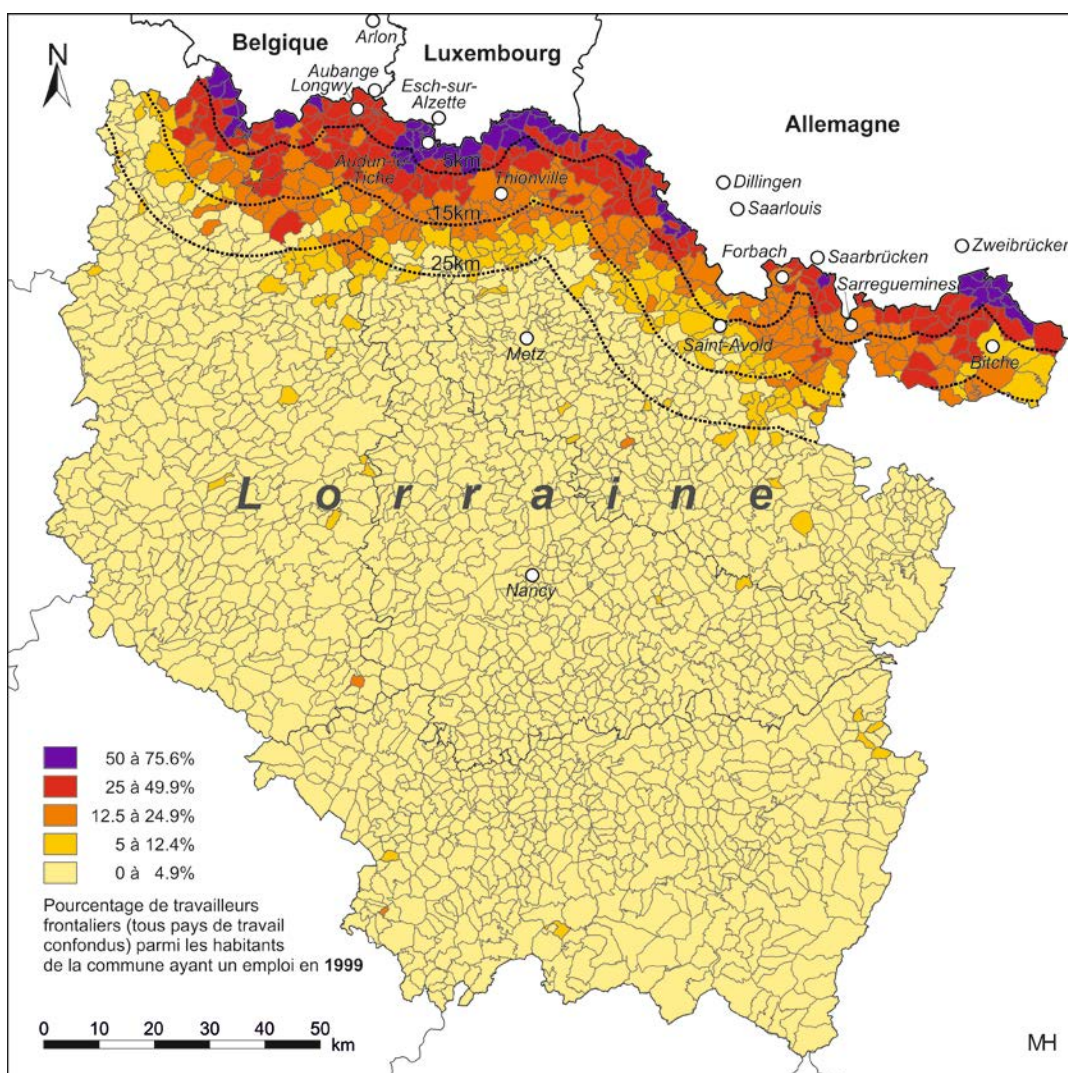 N
Belgique
Arlon
Luxembourg
Aubange
Longwy
Esch-sur-
Alzette
Allemagne
Audun-le-
Tiche
5km
Thionville
Dillingen
15km
Saarlouis
25km
Forbach
Saarbrücken
Zweibrücken
Sarreguemines
Metz
Saint-Avold
Bitche
Lorraine
Nancy
50 à 75.6%
25 à 49.9%
12.5 à 24.9%
5 à 12.4%
0 à 4.9%
Pourcentage de travailleurs
frontaliers (tous pays de travail
confondus) parmi les habitants
de la commune ayant un emploi en 1999
0 10 20 30 40 50
km
MH